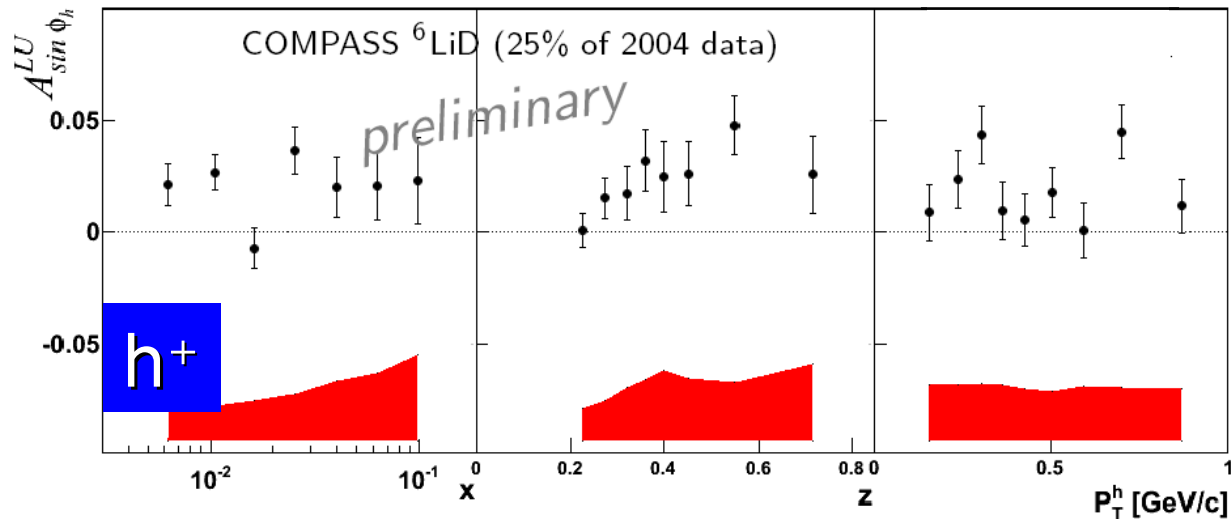 COMPASS ⁶LiD (25% of 2004 data)
preliminary
A^{LU}_{sin ϕ_h}
0.05
0
-0.05
h⁺
10⁻² 10⁻¹ x
0 0.2 0.4 0.6 0.8 z
0 0.5 1 P_T^h [GeV/c]